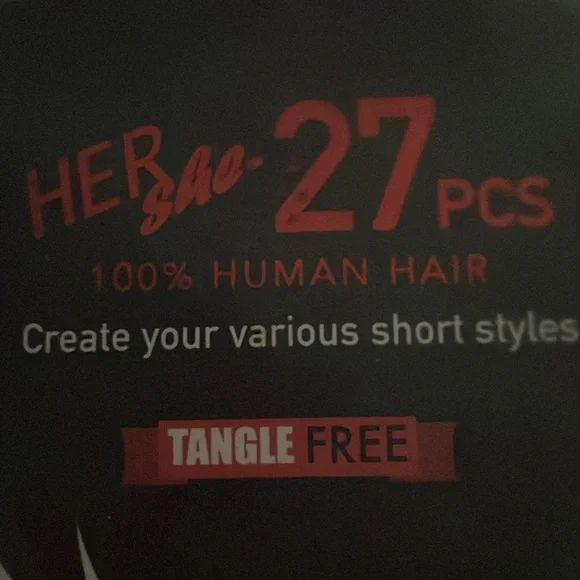 HER she- 27 PCS
100% HUMAN HAIR
Create your various short styles
TANGLE FREE